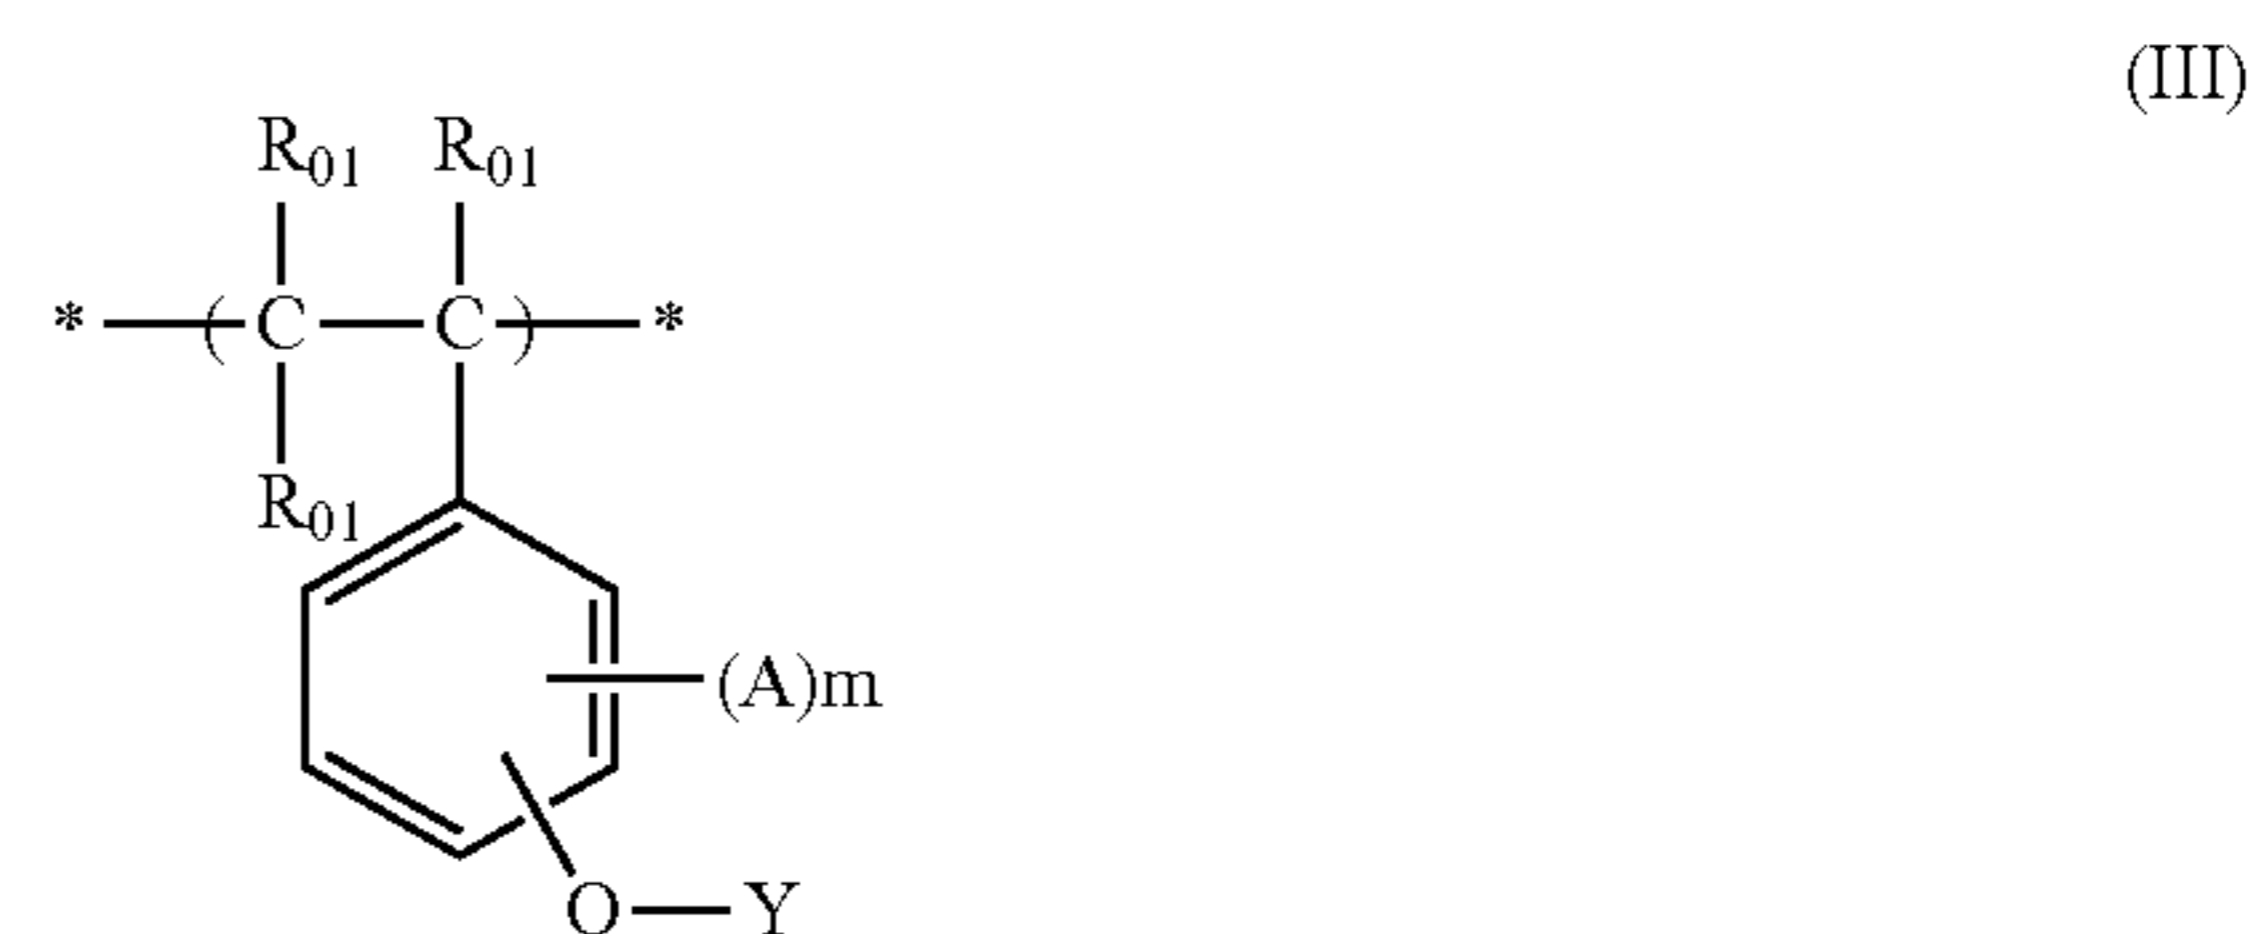 (III)
R01 R01
* ( C C ) *
R01
(A)m
O Y